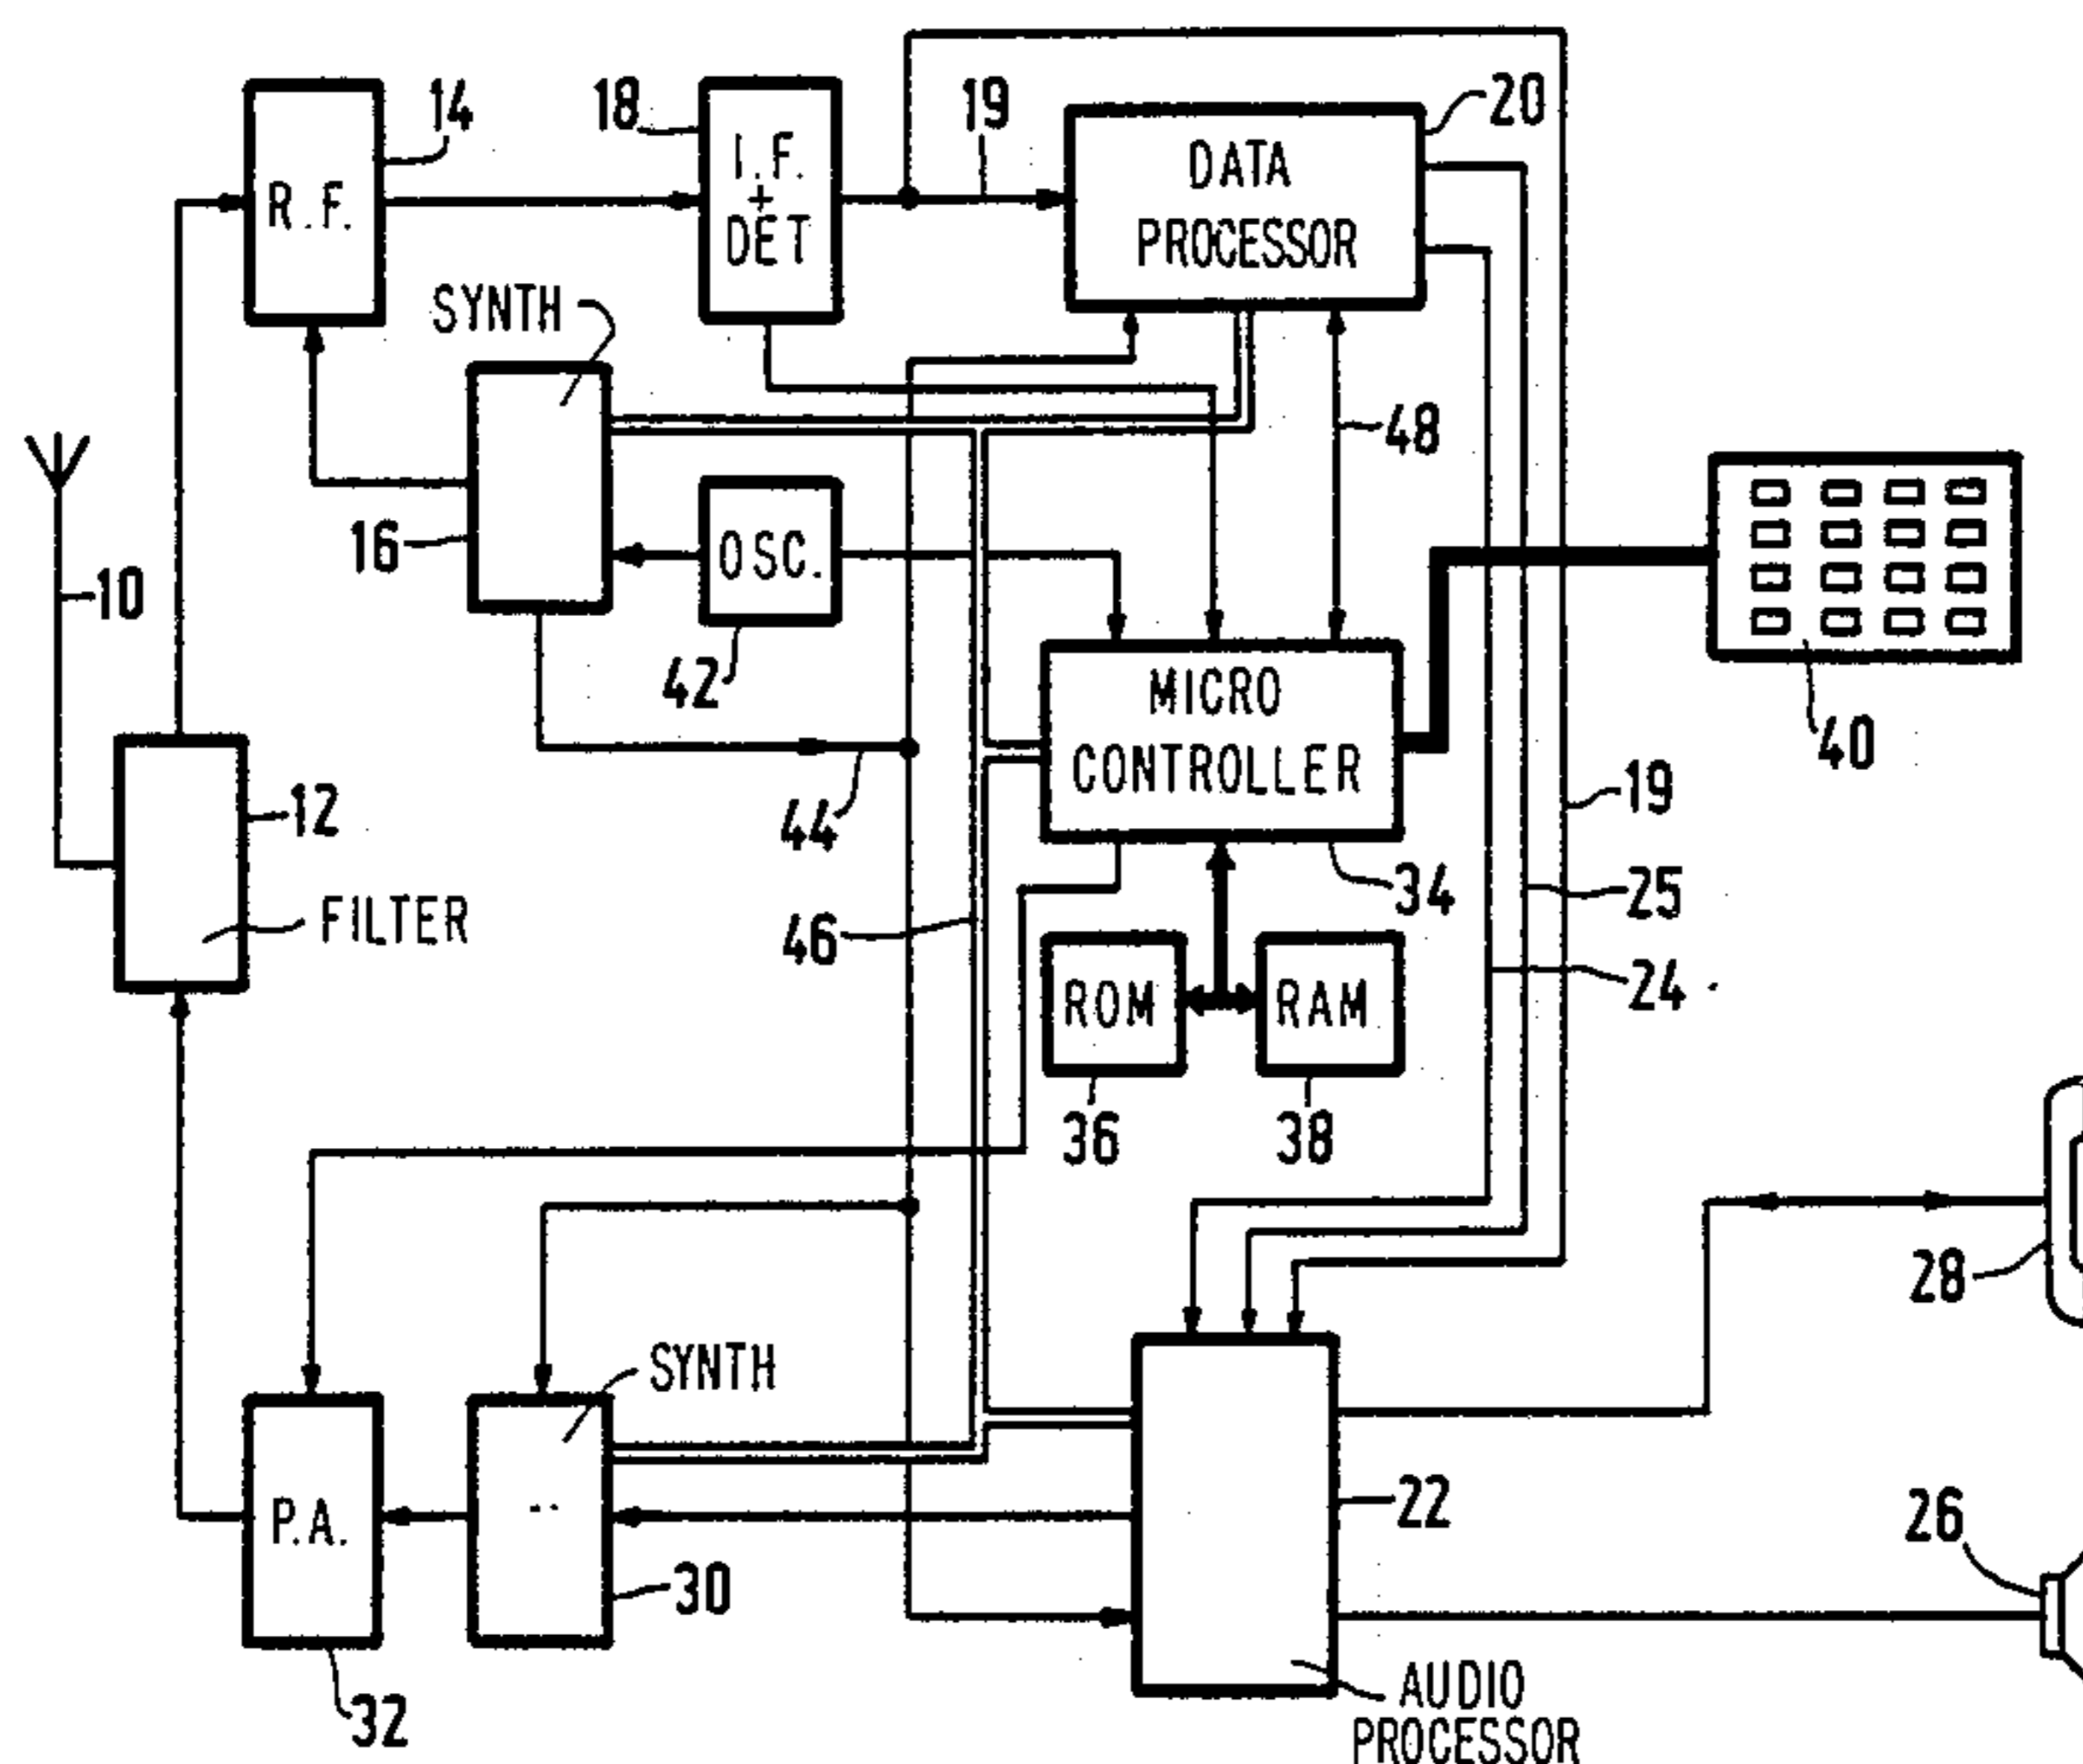 14
18
19
20
R.F.
I.F.
+
DET
DATA
PROCESSOR
SYNTH
48
16
OSC.
10
42
MICRO
CONTROLLER
40
12
44
19
34
25
FILTER
46
24
ROM
RAM
36
38
28
SYNTH
22
26
P.A.
30
32
AUDIO
PROCESSOR